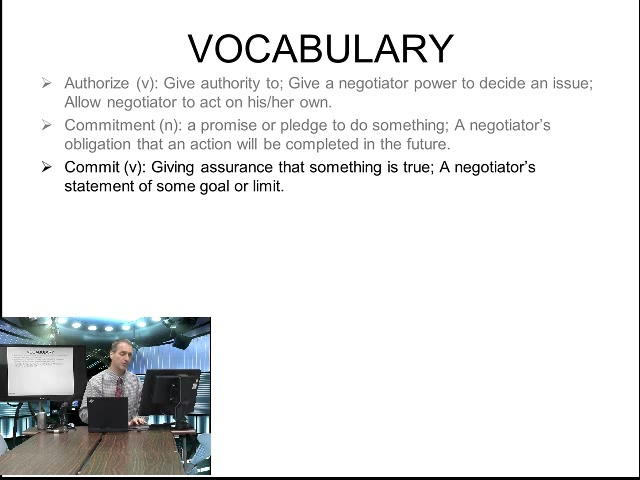 VOCABULARY
➢ Authorize (v): Give authority to; Give a negotiator power to decide an issue;
Allow negotiator to act on his/her own.
➢ Commitment (n): a promise or pledge to do something; A negotiator's
obligation that an action will be completed in the future.
➢ Commit (v): Giving assurance that something is true; A negotiator's
statement of some goal or limit.
VOCABULARY